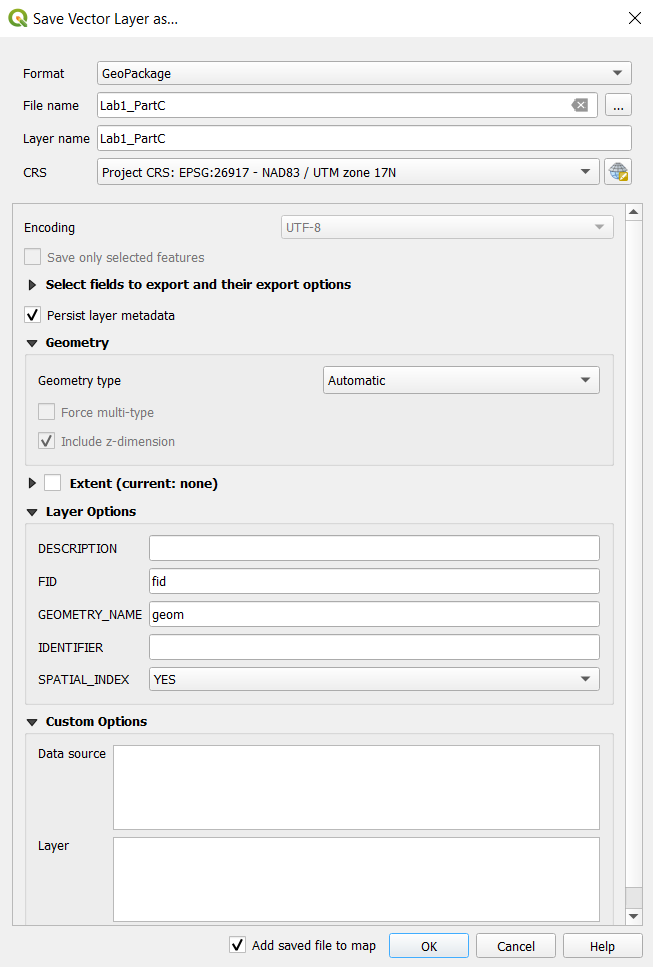 Save Vector Layer as...
Format GeoPackage
File name Lab1_PartC ...
Layer name Lab1_PartC
CRS Project CRS: EPSG:26917 - NAD83 / UTM zone 17N
Encoding UTF-8
Save only selected features
Select fields to export and their export options
Persist layer metadata
Geometry
Geometry type Automatic
Force multi-type
Include z-dimension
Extent (current: none)
Layer Options
DESCRIPTION
FID fid
GEOMETRY_NAME geom
IDENTIFIER
SPATIAL_INDEX YES
Custom Options
Data source
Layer
Add saved file to map OK Cancel Help